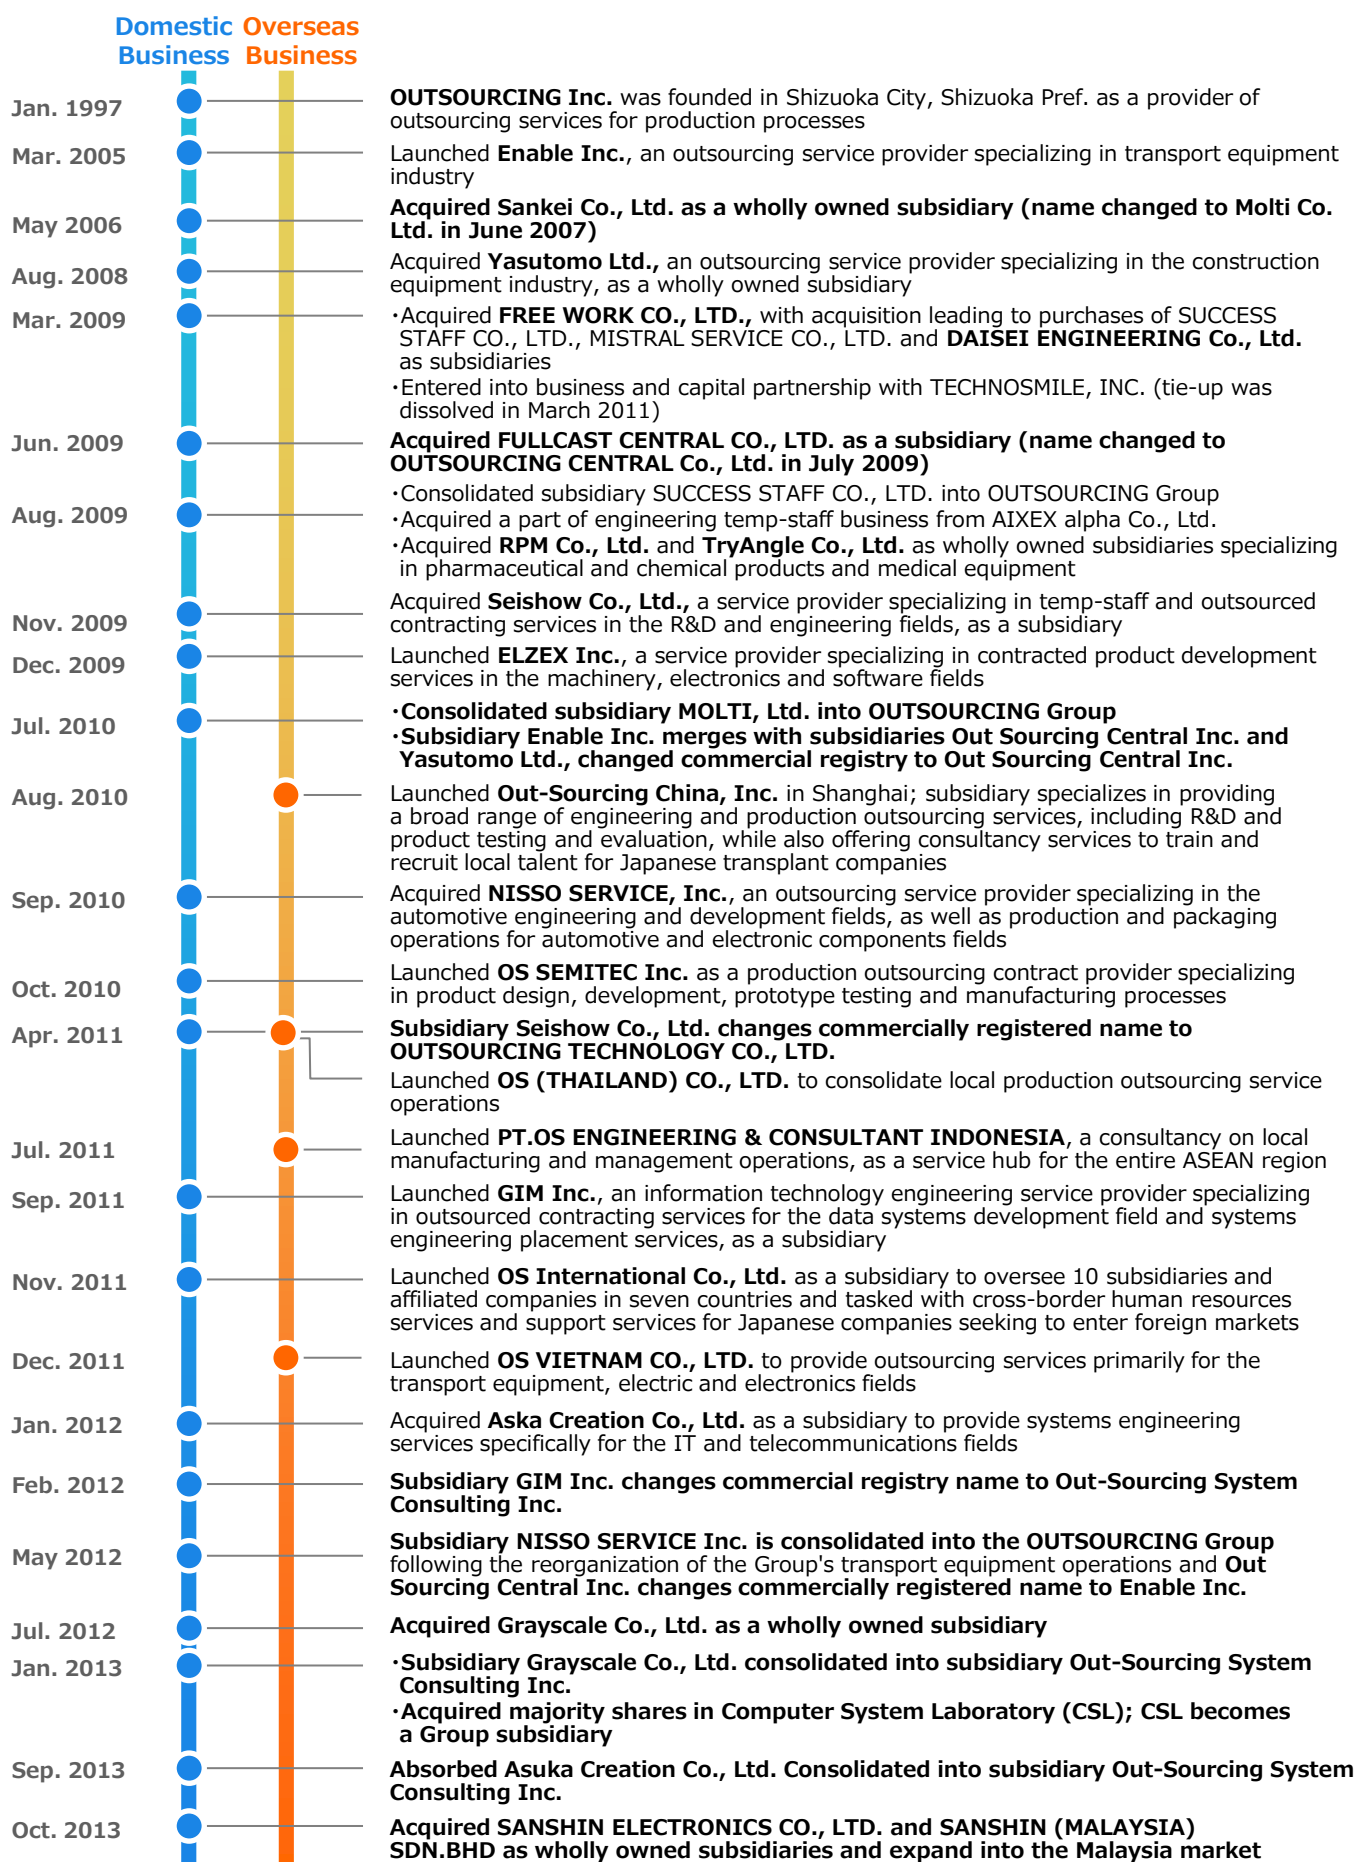 Domestic Overseas
Business Business
Jan. 1997
OUTSOURCING Inc. was founded in Shizuoka City, Shizuoka Pref. as a provider of
outsourcing services for production processes
Mar. 2005
Launched Enable Inc., an outsourcing service provider specializing in transport equipment
industry
May 2006
Acquired Sankei Co., Ltd. as a wholly owned subsidiary (name changed to Molti Co.
Ltd. in June 2007)
Aug. 2008
Acquired Yasutomo Ltd., an outsourcing service provider specializing in the construction
equipment industry, as a wholly owned subsidiary
Mar. 2009
・Acquired FREE WORK CO., LTD., with acquisition leading to purchases of SUCCESS
STAFF CO., LTD., MISTRAL SERVICE CO., LTD. and DAISEI ENGINEERING Co., Ltd.
as subsidiaries
・Entered into business and capital partnership with TECHNOSMILE, INC. (tie-up was
dissolved in March 2011)
Jun. 2009
Acquired FULLCAST CENTRAL CO., LTD. as a subsidiary (name changed to
OUTSOURCING CENTRAL Co., Ltd. in July 2009)
Aug. 2009
・Consolidated subsidiary SUCCESS STAFF CO., LTD. into OUTSOURCING Group
・Acquired a part of engineering temp-staff business from AIXEX alpha Co., Ltd.
・Acquired RPM Co., Ltd. and TryAngle Co., Ltd. as wholly owned subsidiaries specializing
in pharmaceutical and chemical products and medical equipment
Nov. 2009
Acquired Seishow Co., Ltd., a service provider specializing in temp-staff and outsourced
contracting services in the R&D and engineering fields, as a subsidiary
Dec. 2009
Launched ELZEX Inc., a service provider specializing in contracted product development
services in the machinery, electronics and software fields
Jul. 2010
・Consolidated subsidiary MOLTI, Ltd. into OUTSOURCING Group
・Subsidiary Enable Inc. merges with subsidiaries Out Sourcing Central Inc. and
Yasutomo Ltd., changed commercial registry to Out Sourcing Central Inc.
Aug. 2010
Launched Out-Sourcing China, Inc. in Shanghai; subsidiary specializes in providing
a broad range of engineering and production outsourcing services, including R&D and
product testing and evaluation, while also offering consultancy services to train and
recruit local talent for Japanese transplant companies
Sep. 2010
Acquired NISSO SERVICE, Inc., an outsourcing service provider specializing in the
automotive engineering and development fields, as well as production and packaging
operations for automotive and electronic components fields
Oct. 2010
Launched OS SEMITEC Inc. as a production outsourcing contract provider specializing
in product design, development, prototype testing and manufacturing processes
Apr. 2011
Subsidiary Seishow Co., Ltd. changes commercially registered name to
OUTSOURCING TECHNOLOGY CO., LTD.
Launched OS (THAILAND) CO., LTD. to consolidate local production outsourcing service
operations
Jul. 2011
Launched PT.OS ENGINEERING & CONSULTANT INDONESIA, a consultancy on local
manufacturing and management operations, as a service hub for the entire ASEAN region
Sep. 2011
Launched GIM Inc., an information technology engineering service provider specializing
in outsourced contracting services for the data systems development field and systems
engineering placement services, as a subsidiary
Nov. 2011
Launched OS International Co., Ltd. as a subsidiary to oversee 10 subsidiaries and
affiliated companies in seven countries and tasked with cross-border human resources
services and support services for Japanese companies seeking to enter foreign markets
Dec. 2011
Launched OS VIETNAM CO., LTD. to provide outsourcing services primarily for the
transport equipment, electric and electronics fields
Jan. 2012
Acquired Aska Creation Co., Ltd. as a subsidiary to provide systems engineering
services specifically for the IT and telecommunications fields
Feb. 2012
Subsidiary GIM Inc. changes commercial registry name to Out-Sourcing System
Consulting Inc.
May 2012
Subsidiary NISSO SERVICE Inc. is consolidated into the OUTSOURCING Group
following the reorganization of the Group's transport equipment operations and Out
Sourcing Central Inc. changes commercially registered name to Enable Inc.
Jul. 2012
Acquired Grayscale Co., Ltd. as a wholly owned subsidiary
Jan. 2013
・Subsidiary Grayscale Co., Ltd. consolidated into subsidiary Out-Sourcing System
Consulting Inc.
・Acquired majority shares in Computer System Laboratory (CSL); CSL becomes
a Group subsidiary
Sep. 2013
Absorbed Asuka Creation Co., Ltd. Consolidated into subsidiary Out-Sourcing System
Consulting Inc.
Oct. 2013
Acquired SANSHIN ELECTRONICS CO., LTD. and SANSHIN (MALAYSIA)
SDN.BHD as wholly owned subsidiaries and expand into the Malaysia market